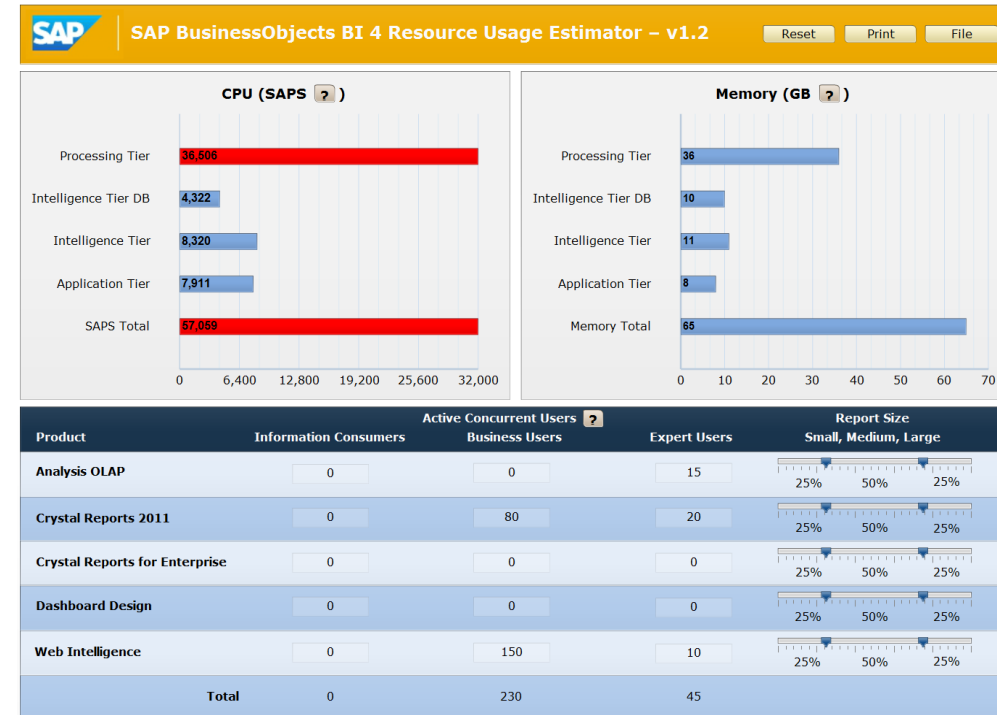 SAP SAP BusinessObjects BI 4 Resource Usage Estimator – v1.2 Reset Print File
CPU (SAPS ? )
Processing Tier 36,506
Intelligence Tier DB 4,322
Intelligence Tier 8,320
Application Tier 7,911
SAPS Total 57,059
0 6,400 12,800 19,200 25,600 32,000
Memory (GB ? )
Processing Tier 36
Intelligence Tier DB 10
Intelligence Tier 11
Application Tier 8
Memory Total 65
0 10 20 30 40 50 60 70
Active Concurrent Users ? Report Size
Product Information Consumers Business Users Expert Users Small, Medium, Large
Analysis OLAP 0 0 15
25% 50% 25%
Crystal Reports 2011 0 80 20
25% 50% 25%
Crystal Reports for Enterprise 0 0 0
25% 50% 25%
Dashboard Design 0 0 0
25% 50% 25%
Web Intelligence 0 150 10
25% 50% 25%
Total 0 230 45